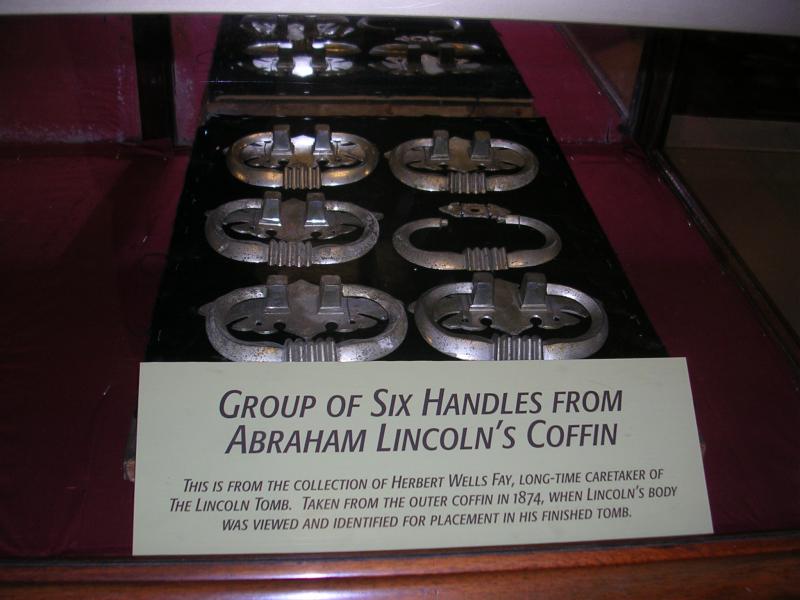 Group of Six Handles from
Abraham Lincoln's Coffin
This is from the collection of Herbert Wells Fay, long-time caretaker of
The Lincoln Tomb. Taken from the outer coffin in 1874, when Lincoln's body
was viewed and identified for placement in his finished tomb.